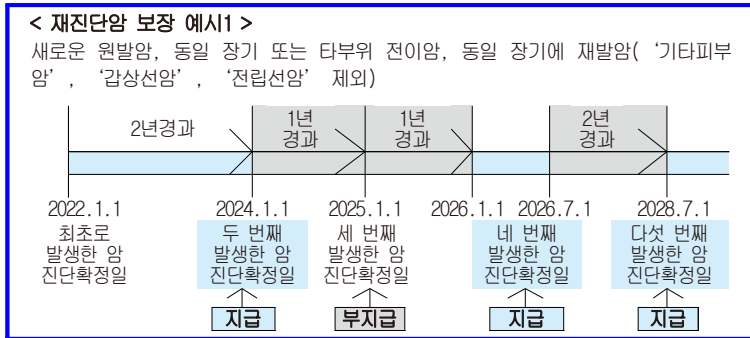 < 재진단암 보장 예시1 >
새로운 원발암, 동일 장기 또는 타부위 전이암, 동일 장기에 재발암( ‘기타피부
암’, ‘갑상선암’, ‘전립선암’ 제외)
2년경과
1년
경과
1년
경과
2년
경과
2022.1.1
최초로
발생한 암
진단확정일
2024.1.1
두 번째
발생한 암
진단확정일
지급
2025.1.1
세 번째
발생한 암
진단확정일
부지급
2026.1.1
2026.7.1
네 번째
발생한 암
진단확정일
지급
2028.7.1
다섯 번째
발생한 암
진단확정일
지급